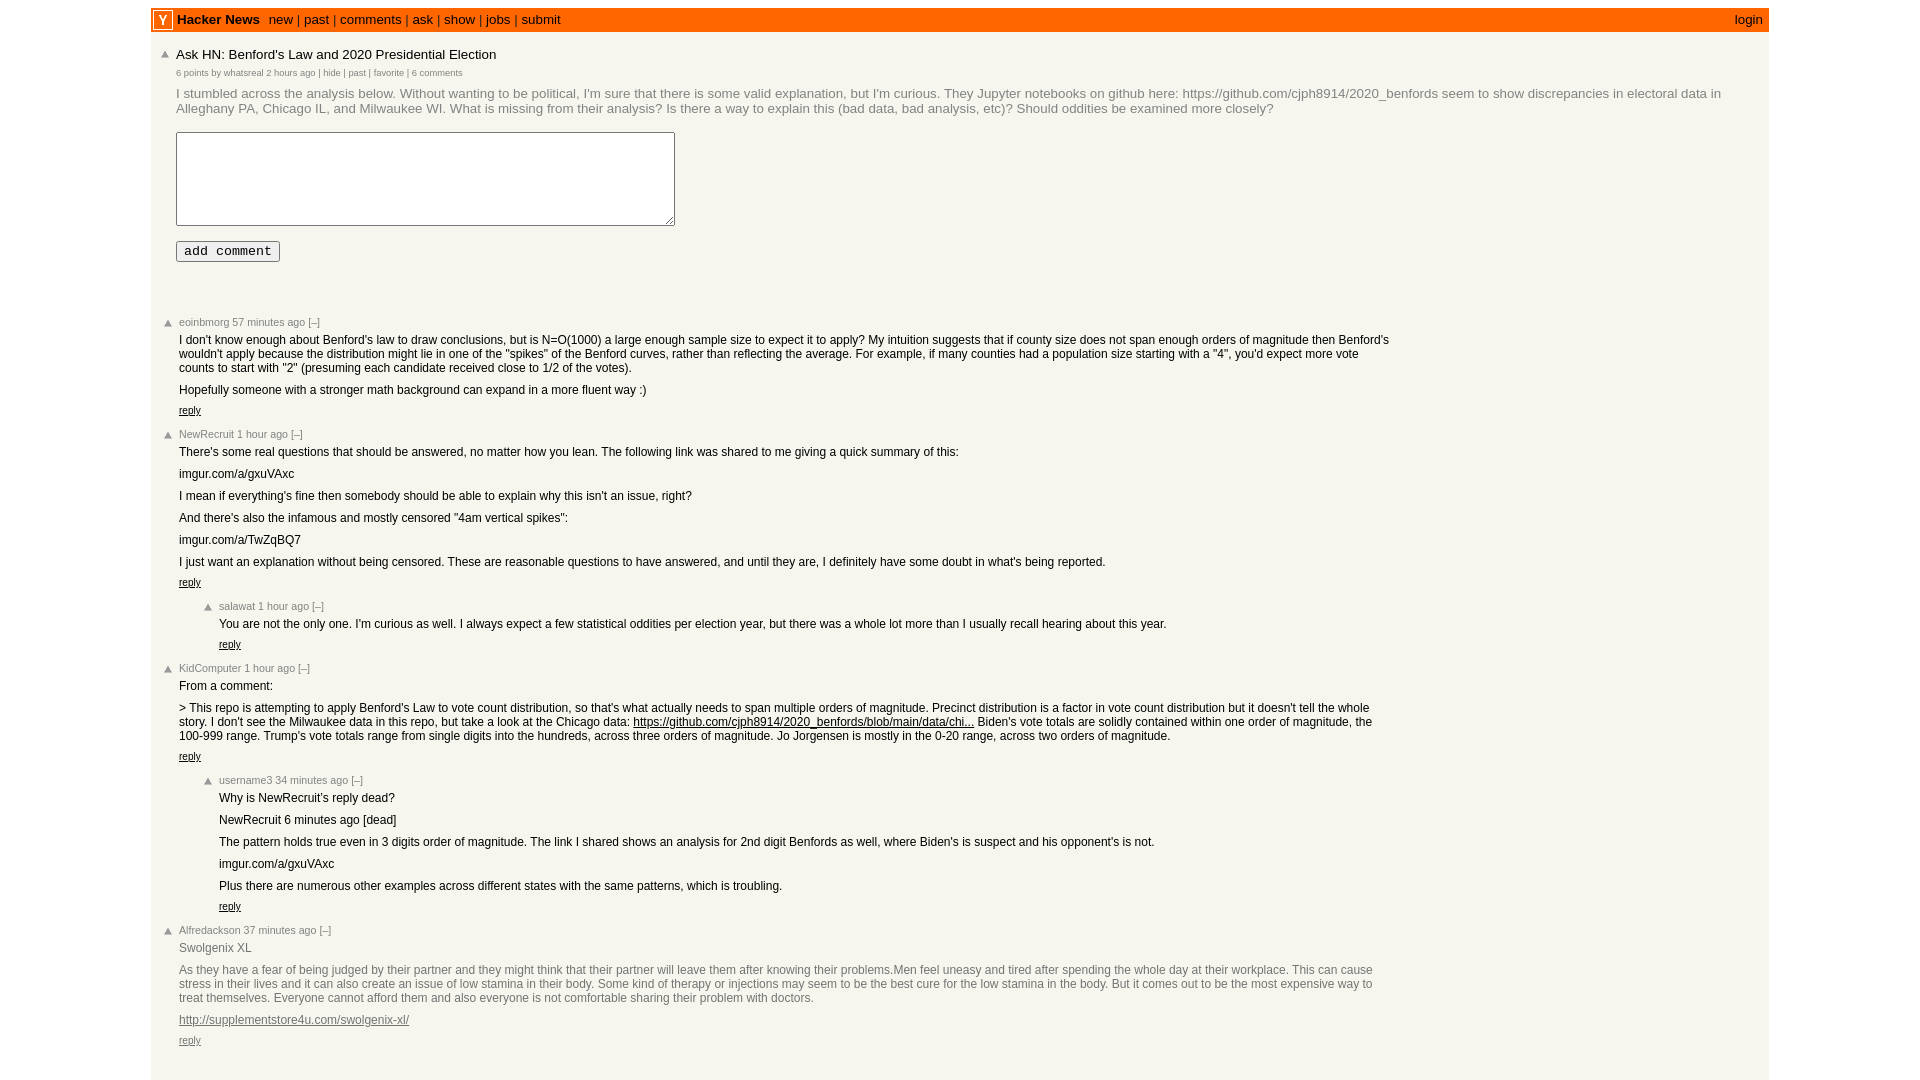 Y Hacker News new | past | comments | ask | show | jobs | submit login
Ask HN: Benford's Law and 2020 Presidential Election
6 points by whatsreal 2 hours ago | hide | past | favorite | 6 comments
I stumbled across the analysis below. Without wanting to be political, I'm sure that there is some valid explanation, but I'm curious. They Jupyter notebooks on github here: https://github.com/cjph8914/2020_benfords seem to show discrepancies in electoral data in
Alleghany PA, Chicago IL, and Milwaukee WI. What is missing from their analysis? Is there a way to explain this (bad data, bad analysis, etc)? Should oddities be examined more closely?
add comment
eoinbmorg 57 minutes ago [–]
I don't know enough about Benford's law to draw conclusions, but is N=O(1000) a large enough sample size to expect it to apply? My intuition suggests that if county size does not span enough orders of magnitude then Benford's
wouldn't apply because the distribution might lie in one of the "spikes" of the Benford curves, rather than reflecting the average. For example, if many counties had a population size starting with a "4", you'd expect more vote
counts to start with "2" (presuming each candidate received close to 1/2 of the votes).
Hopefully someone with a stronger math background can expand in a more fluent way :)
reply
NewRecruit 1 hour ago [–]
There's some real questions that should be answered, no matter how you lean. The following link was shared to me giving a quick summary of this:
imgur.com/a/gxuVAxc
I mean if everything's fine then somebody should be able to explain why this isn't an issue, right?
And there's also the infamous and mostly censored "4am vertical spikes":
imgur.com/a/TwZqBQ7
I just want an explanation without being censored. These are reasonable questions to have answered, and until they are, I definitely have some doubt in what's being reported.
reply
salawat 1 hour ago [–]
You are not the only one. I'm curious as well. I always expect a few statistical oddities per election year, but there was a whole lot more than I usually recall hearing about this year.
reply
KidComputer 1 hour ago [–]
From a comment:
> This repo is attempting to apply Benford's Law to vote count distribution, so that's what actually needs to span multiple orders of magnitude. Precinct distribution is a factor in vote count distribution but it doesn't tell the whole
story. I don't see the Milwaukee data in this repo, but take a look at the Chicago data: https://github.com/cjph8914/2020_benfords/blob/main/data/chi... Biden's vote totals are solidly contained within one order of magnitude, the
100-999 range. Trump's vote totals range from single digits into the hundreds, across three orders of magnitude. Jo Jorgensen is mostly in the 0-20 range, across two orders of magnitude.
reply
username3 34 minutes ago [–]
Why is NewRecruit's reply dead?
NewRecruit 6 minutes ago [dead]
The pattern holds true even in 3 digits order of magnitude. The link I shared shows an analysis for 2nd digit Benfords as well, where Biden's is suspect and his opponent's is not.
imgur.com/a/gxuVAxc
Plus there are numerous other examples across different states with the same patterns, which is troubling.
reply
Alfredackson 37 minutes ago [–]
Swolgenix XL
As they have a fear of being judged by their partner and they might think that their partner will leave them after knowing their problems.Men feel uneasy and tired after spending the whole day at their workplace. This can cause
stress in their lives and it can also create an issue of low stamina in their body. Some kind of therapy or injections may seem to be the best cure for the low stamina in the body. But it comes out to be the most expensive way to
treat themselves. Everyone cannot afford them and also everyone is not comfortable sharing their problem with doctors.
http://supplementstore4u.com/swolgenix-xl/
reply